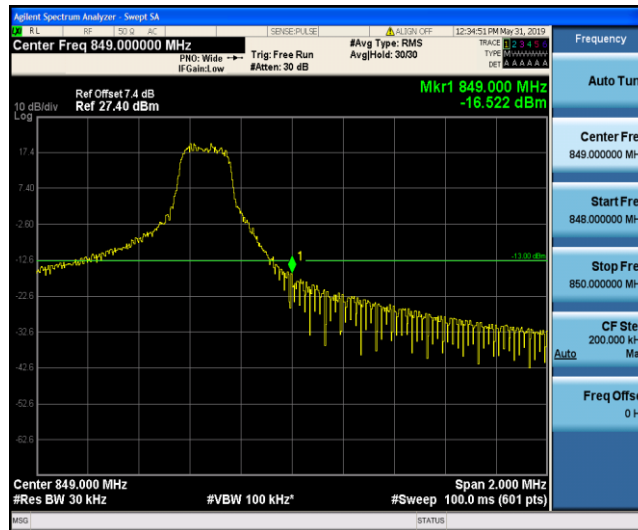 Agilent Spectrum Analyzer - Swept SA
RL RF 50 Ω AC SENSE:PULSE ALIGN OFF 12:34:51 PM May 31, 2019
Center Freq 849.000000 MHz
PNO: Wide
IFGain:Low
Trig: Free Run
#Atten: 30 dB
#Avg Type: RMS
Avg|Hold: 30/30
TRACE 1 2 3 4 5 6
TYPE M
DET A A A A A A
Ref Offset 7.4 dB
Ref 27.40 dBm
10 dB/div
Log
Mkr1 849.000 MHz
-16.522 dBm
17.4
7.40
-2.60
-12.6
-22.6
-32.6
-42.6
-52.6
-62.6
1
-13.00 dBm
Center 849.000 MHz
Span 2.000 MHz
#Res BW 30 kHz
#VBW 100 kHz*
#Sweep 100.0 ms (601 pts)
MSG
STATUS
Frequency
Auto Tun
Center Fre
849.000000 MH
Start Fre
848.000000 MH
Stop Fre
850.000000 MH
CF Ste
200.000 kH
Auto Ma
Freq Offse
0 H